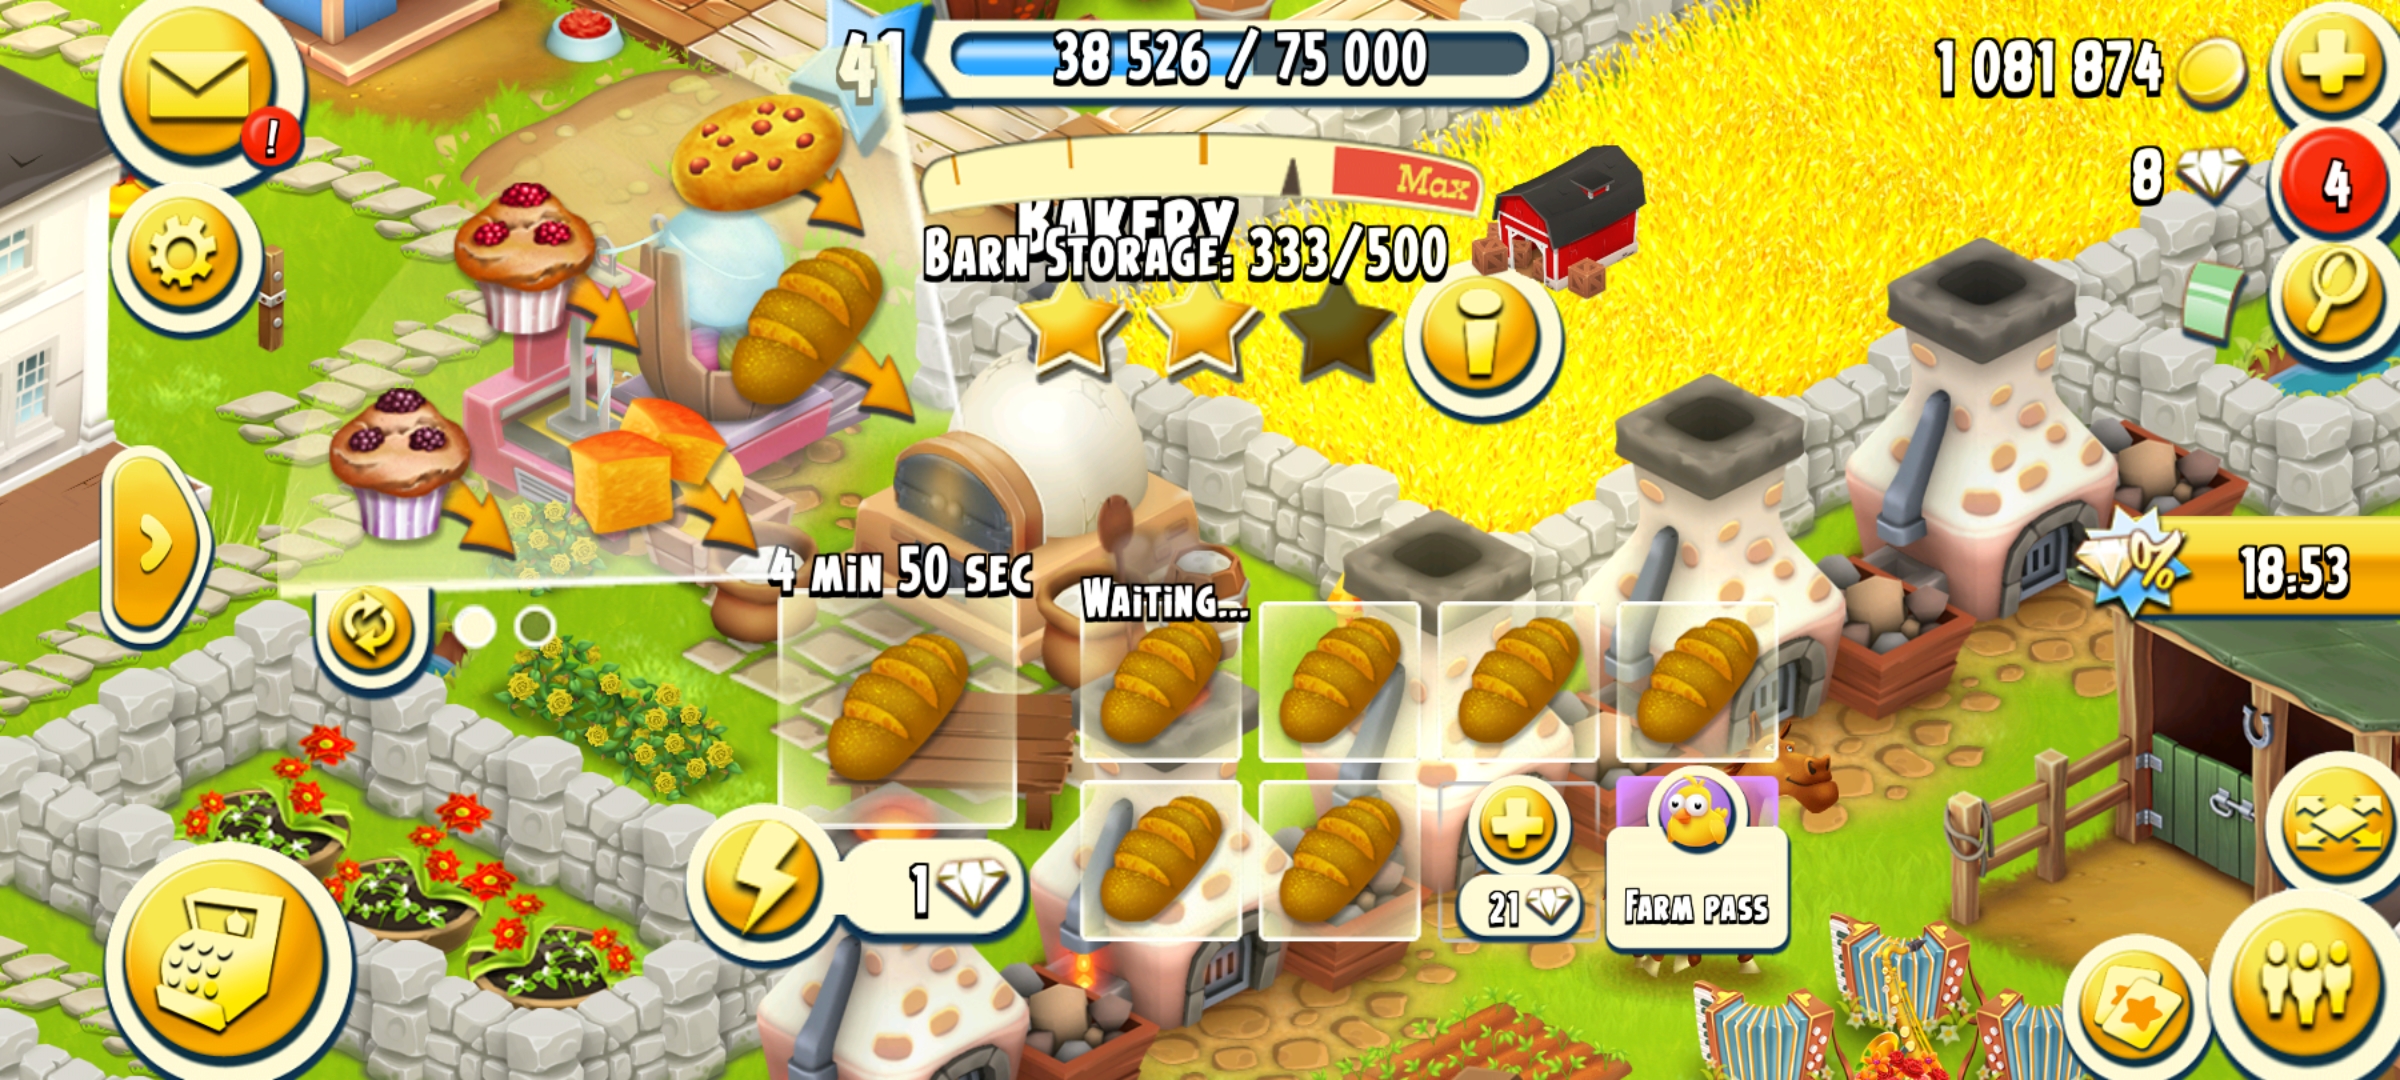 !
41
38 526 / 75 000
1 081 874
8
4
Max
BAKERY
BARN STORAGE: 333/500
4 MIN 50 SEC
WAITING...
%
18:53
1
21
FARM PASS